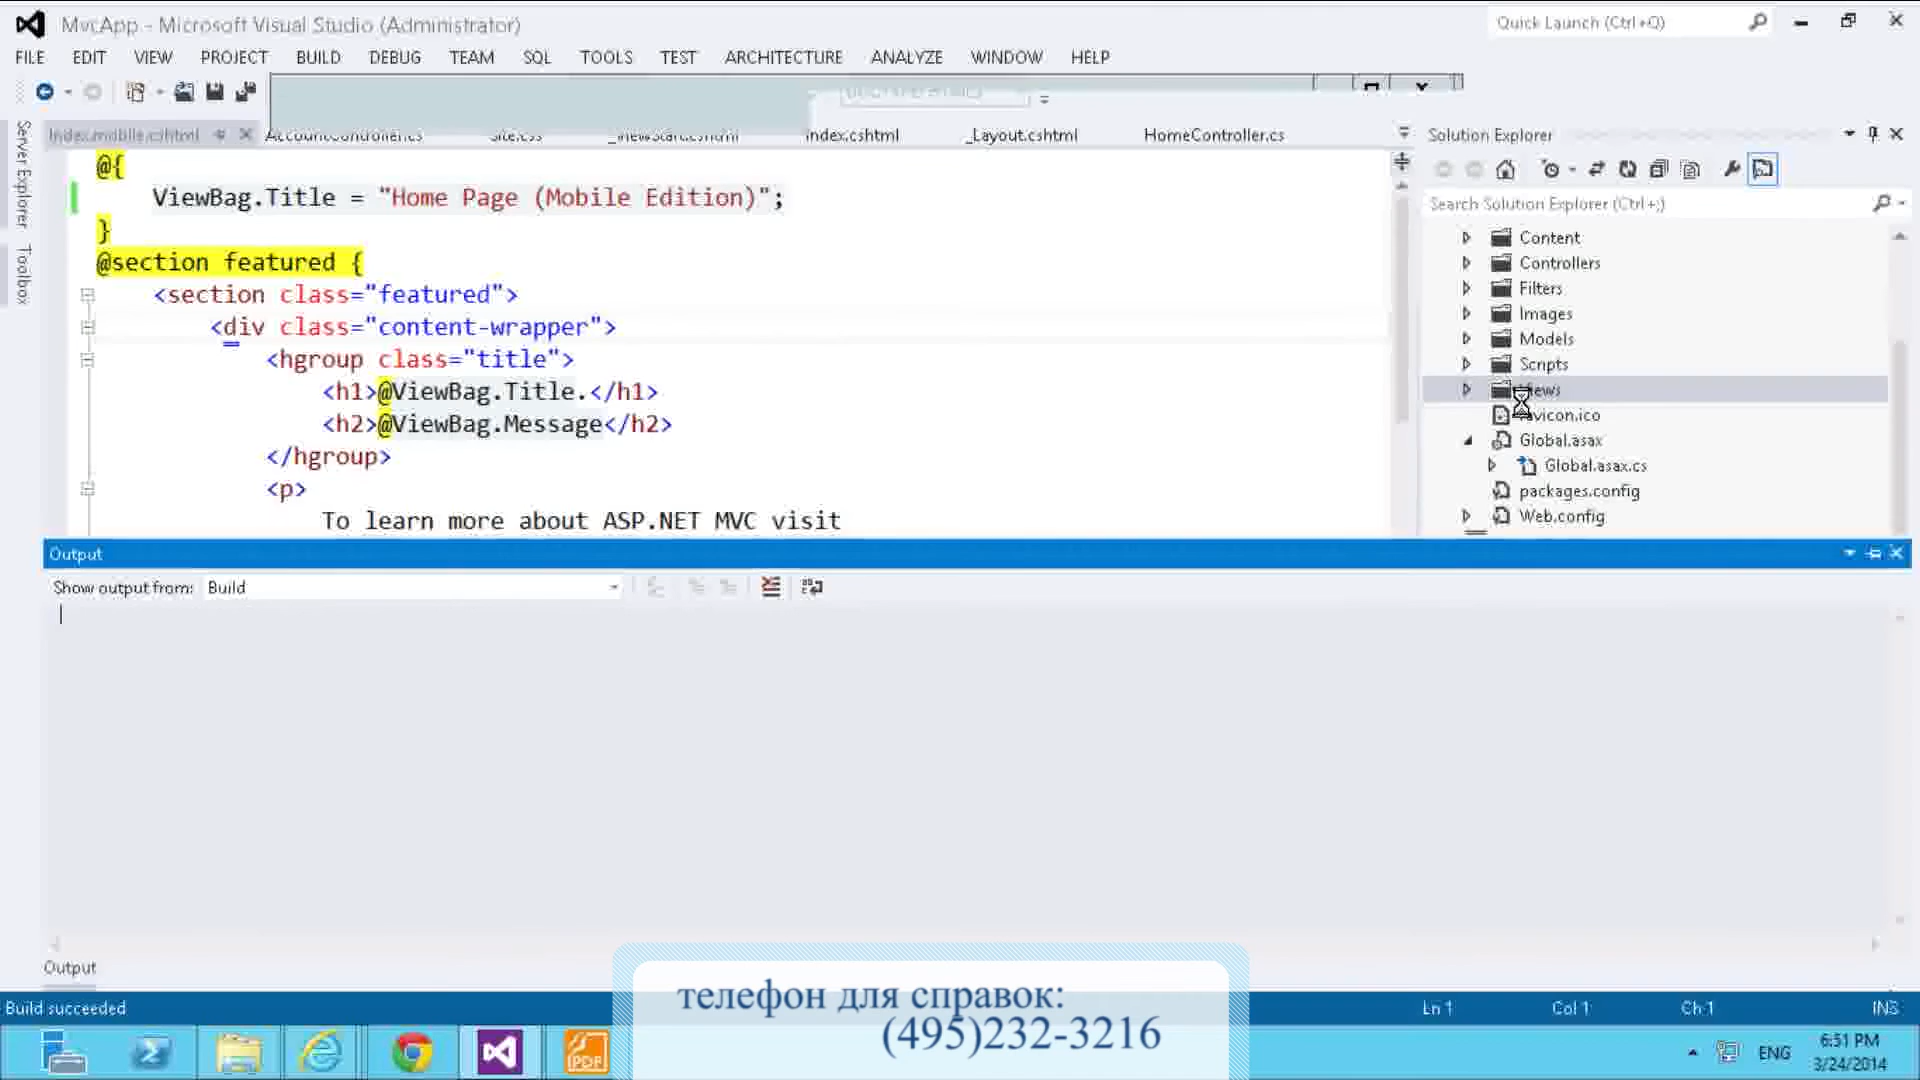 MvcApp - Microsoft Visual Studio (Administrator)
Quick Launch (Ctrl+Q)
FILE EDIT VIEW PROJECT BUILD DEBUG TEAM SQL TOOLS TEST ARCHITECTURE ANALYZE WINDOW HELP
Index.mobile.cshtml AccountController.cs Site.css _ViewStart.cshtml Index.cshtml _Layout.cshtml HomeController.cs
Server Explorer
Toolbox
@{
ViewBag.Title = "Home Page (Mobile Edition)";
}
@section featured {
<section class="featured">
<div class="content-wrapper">
<hgroup class="title">
<h1>@ViewBag.Title.</h1>
<h2>@ViewBag.Message</h2>
</hgroup>
<p>
To learn more about ASP.NET MVC visit
Solution Explorer
Search Solution Explorer (Ctrl+;)
Content
Controllers
Filters
Images
Models
Scripts
Views
favicon.ico
Global.asax
Global.asax.cs
packages.config
Web.config
Output
Show output from: Build
Output
Build succeeded
Ln 1 Col 1 Ch 1 INS
телефон для справок:
(495)232-3216
PDF
ENG
6:51 PM
3/24/2014